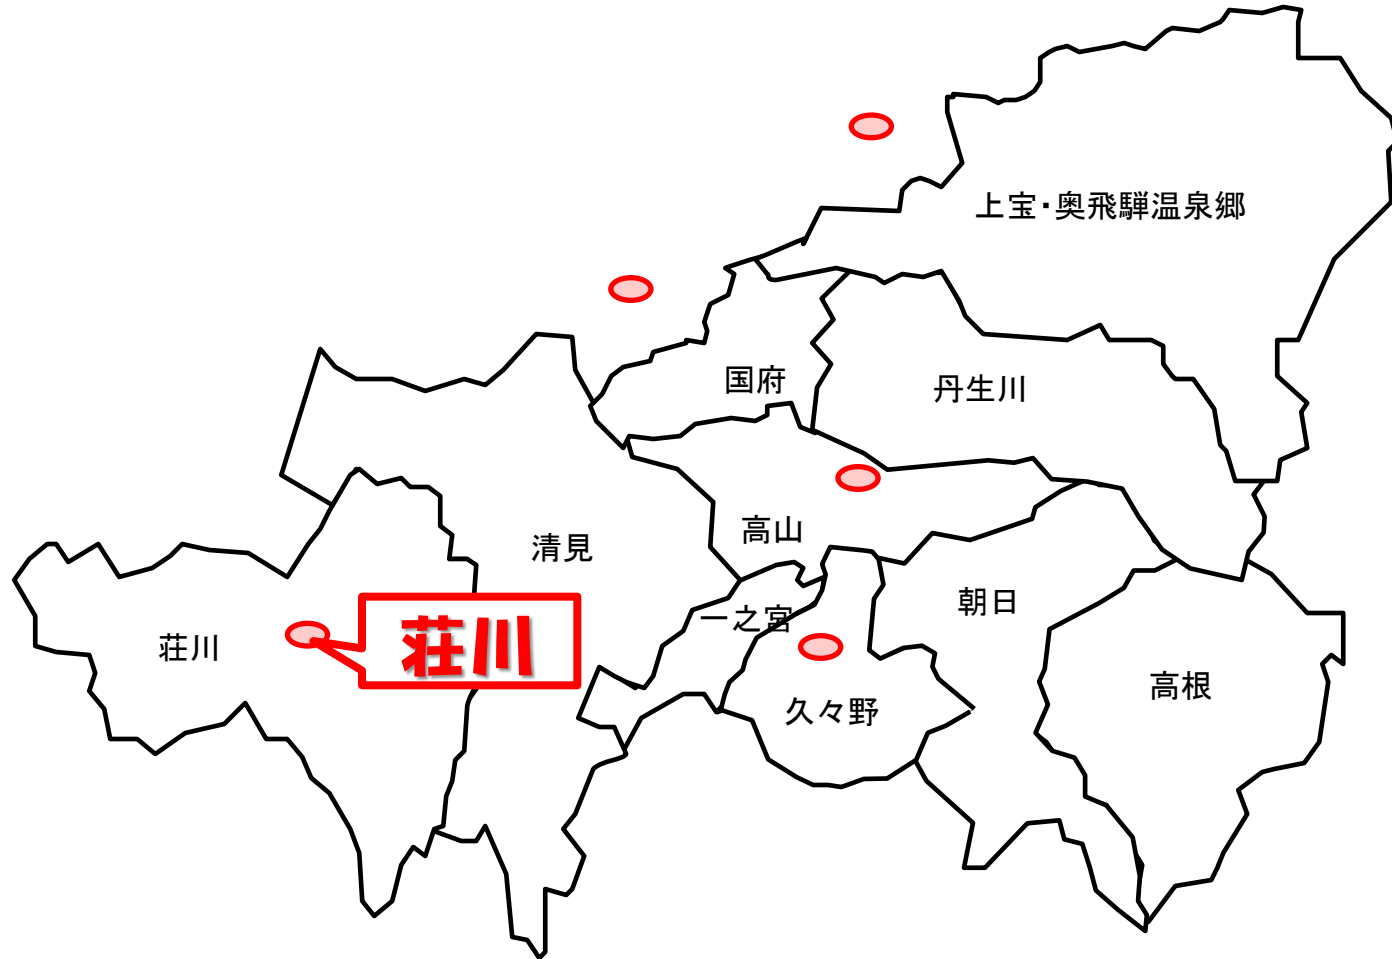 上宝・奥飛騨温泉郷
国府
丹生川
高山
清見
一之宮
朝日
荘川
荘川
高根
久々野